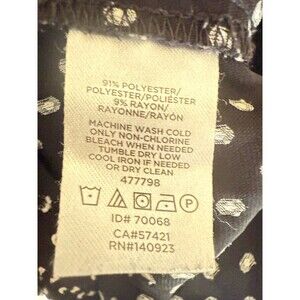 91% POLYESTER/
POLYESTER/POLIÉSTER
9% RAYON/
RAYONNE/RAYÓN
MACHINE WASH COLD
ONLY NON-CHLORINE
BLEACH WHEN NEEDED
TUMBLE DRY LOW
COOL IRON IF NEEDED
OR DRY CLEAN
477798
ID# 70068
CA#57421
RN#140923